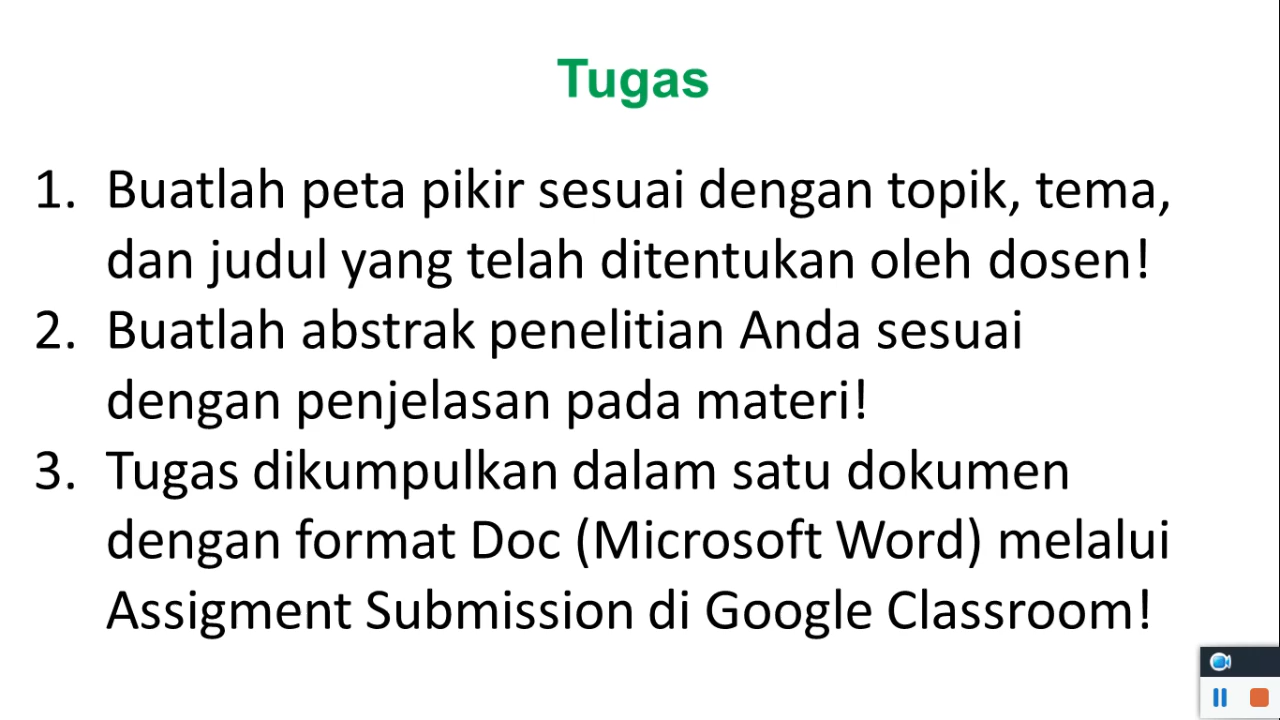 Tugas
1. Buatlah peta pikir sesuai dengan topik, tema,
dan judul yang telah ditentukan oleh dosen!
2. Buatlah abstrak penelitian Anda sesuai
dengan penjelasan pada materi!
3. Tugas dikumpulkan dalam satu dokumen
dengan format Doc (Microsoft Word) melalui
Assigment Submission di Google Classroom!